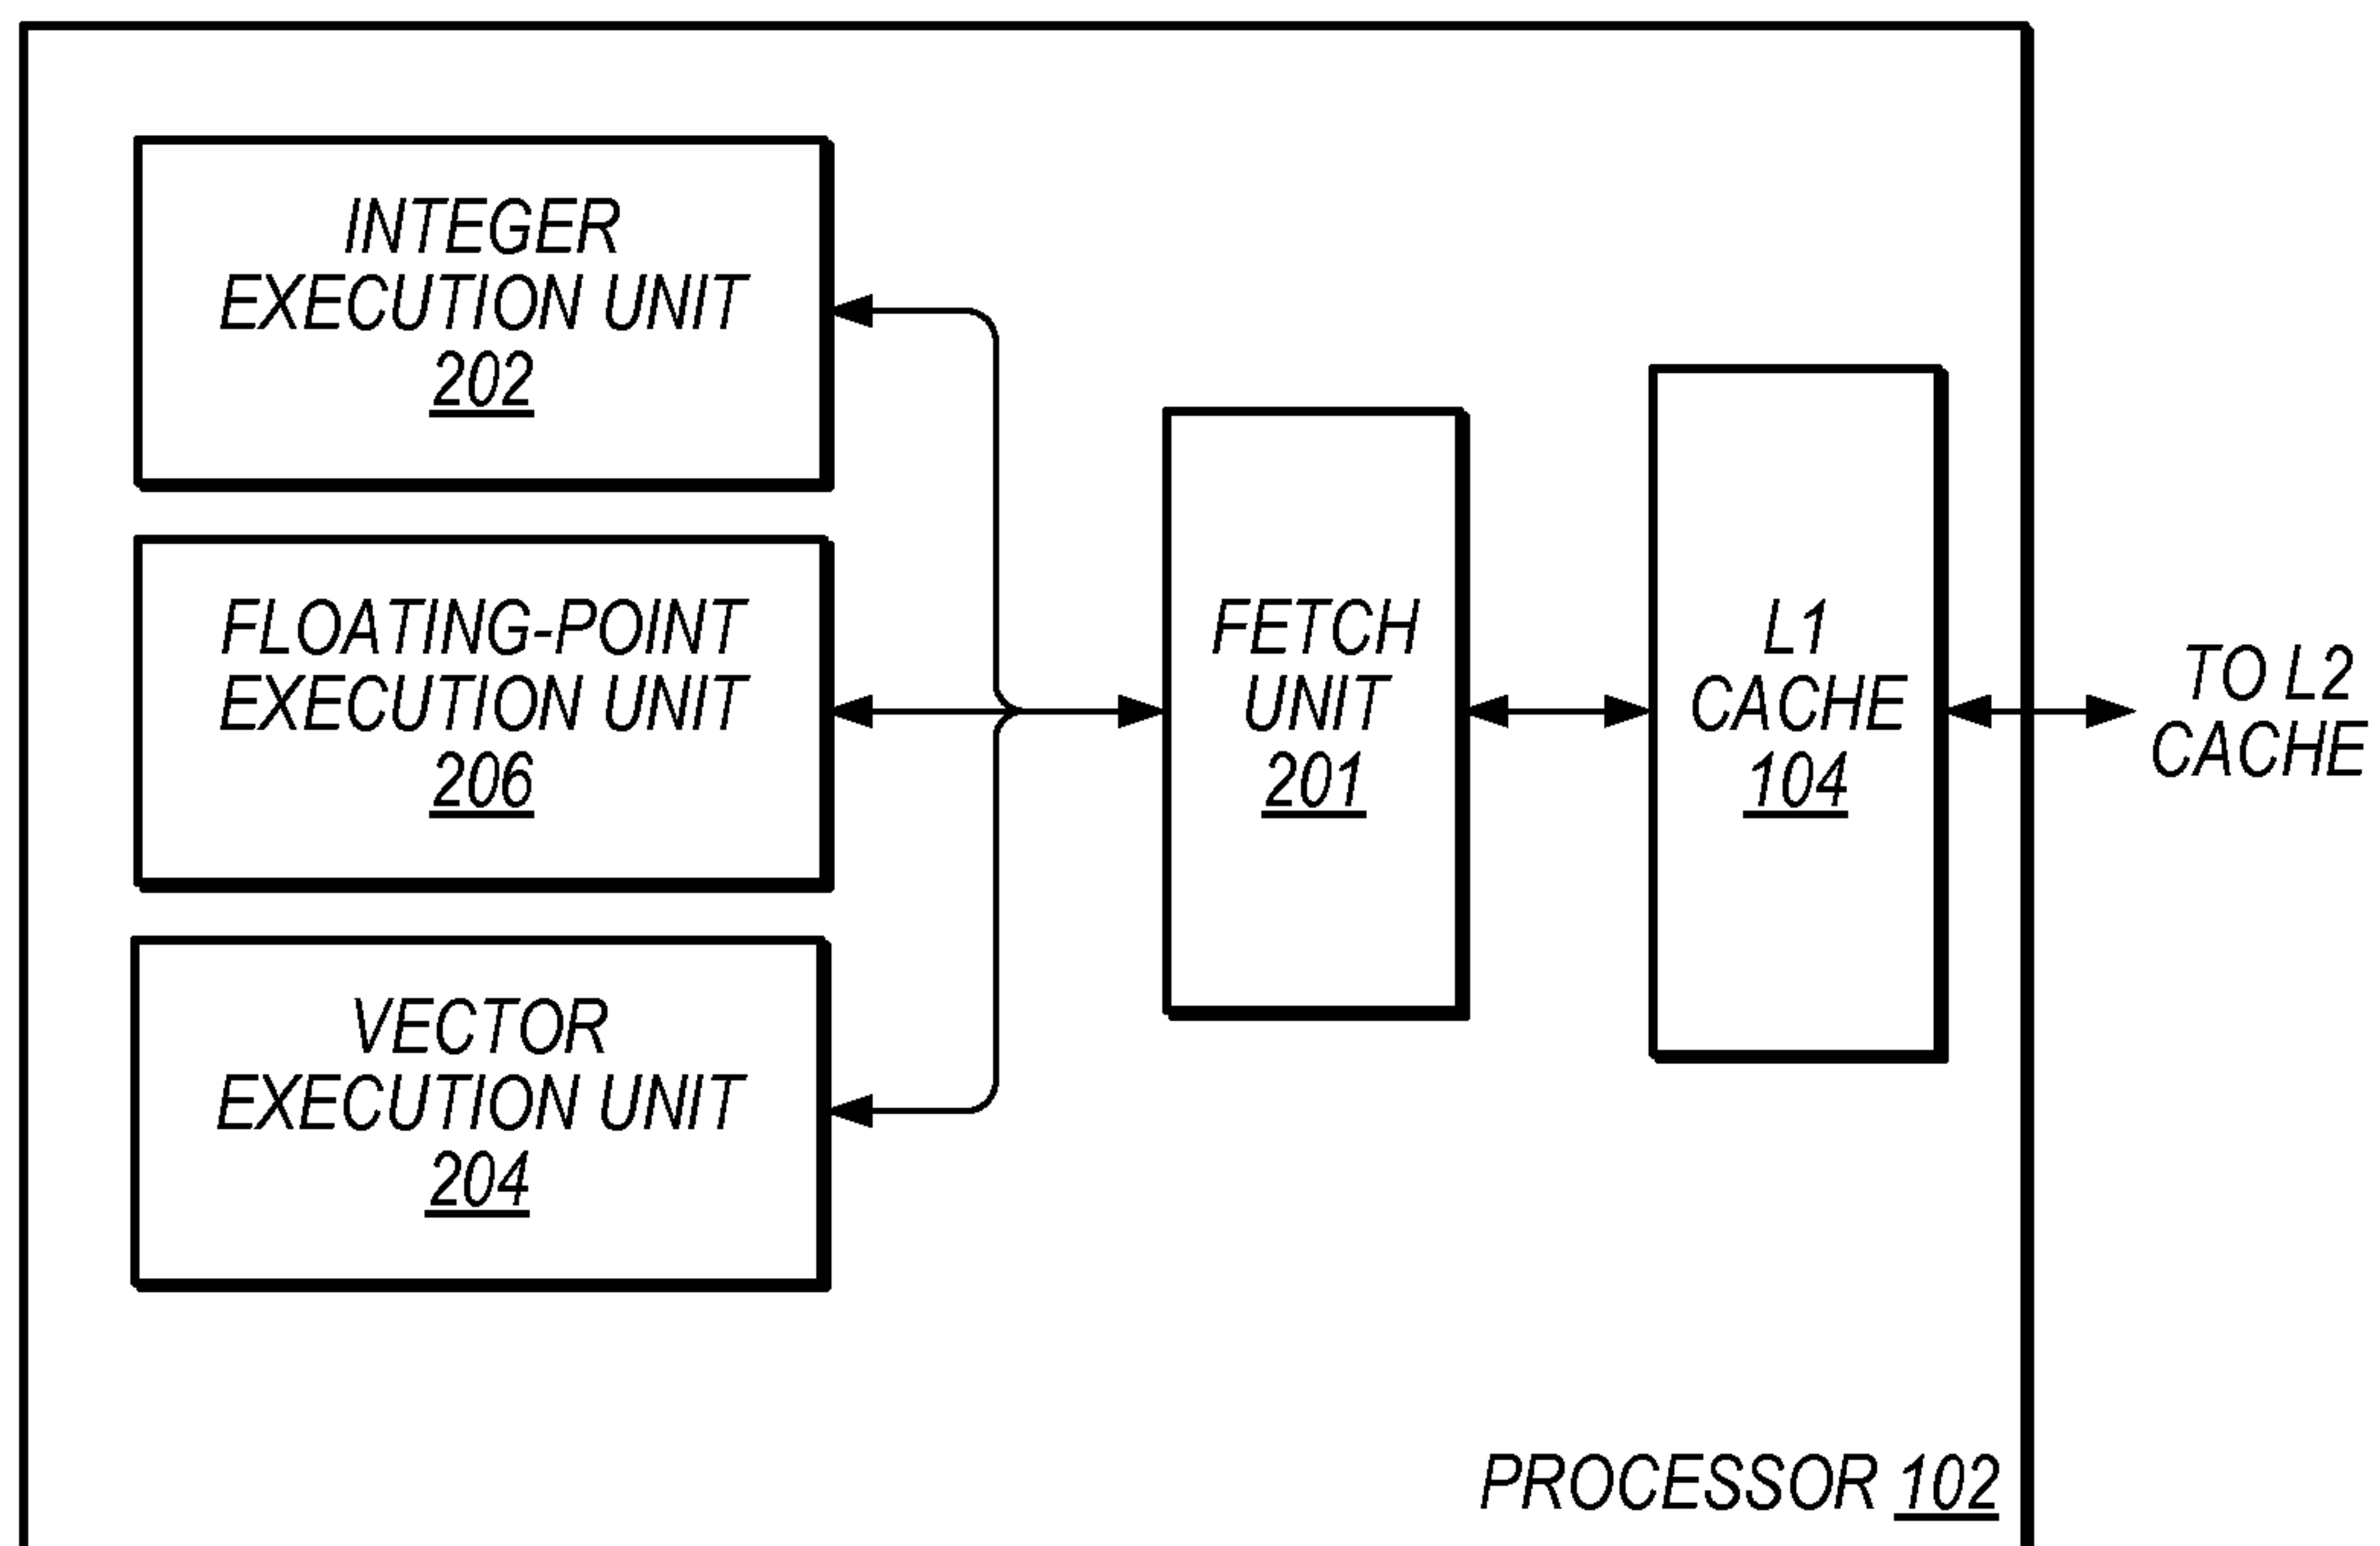 INTEGER
EXECUTION UNIT
202
FLOATING-POINT
EXECUTION UNIT
206
VECTOR
EXECUTION UNIT
204
FETCH
UNIT
201
L1
CACHE
104
TO L2
CACHE
PROCESSOR 102